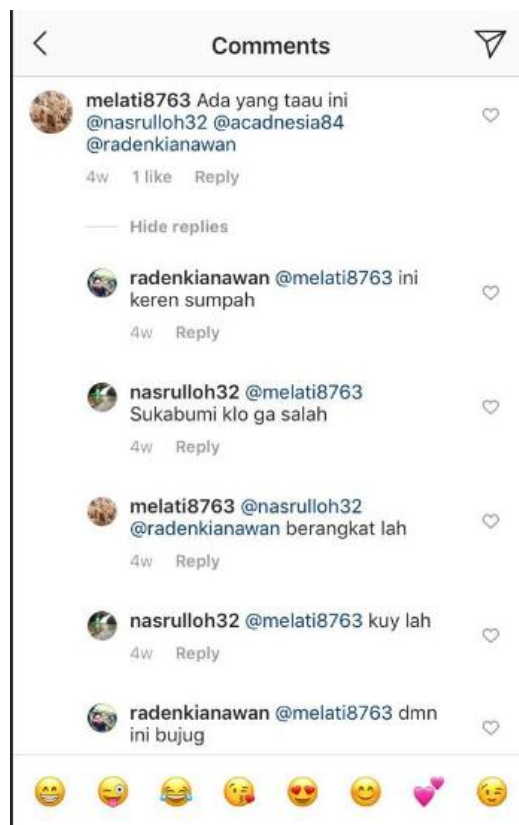 Comments
melati8763 Ada yang taau ini
@nasrulloh32 @acadnesia84
@radenkianawan
4w 1 like Reply
Hide replies
radenkianawan @melati8763 ini
keren sumpah
4w Reply
nasrulloh32 @melati8763
Sukabumi klo ga salah
4w Reply
melati8763 @nasrulloh32
@radenkianawan berangkat lah
4w Reply
nasrulloh32 @melati8763 kuy lah
4w Reply
radenkianawan @melati8763 dmn
ini bujug